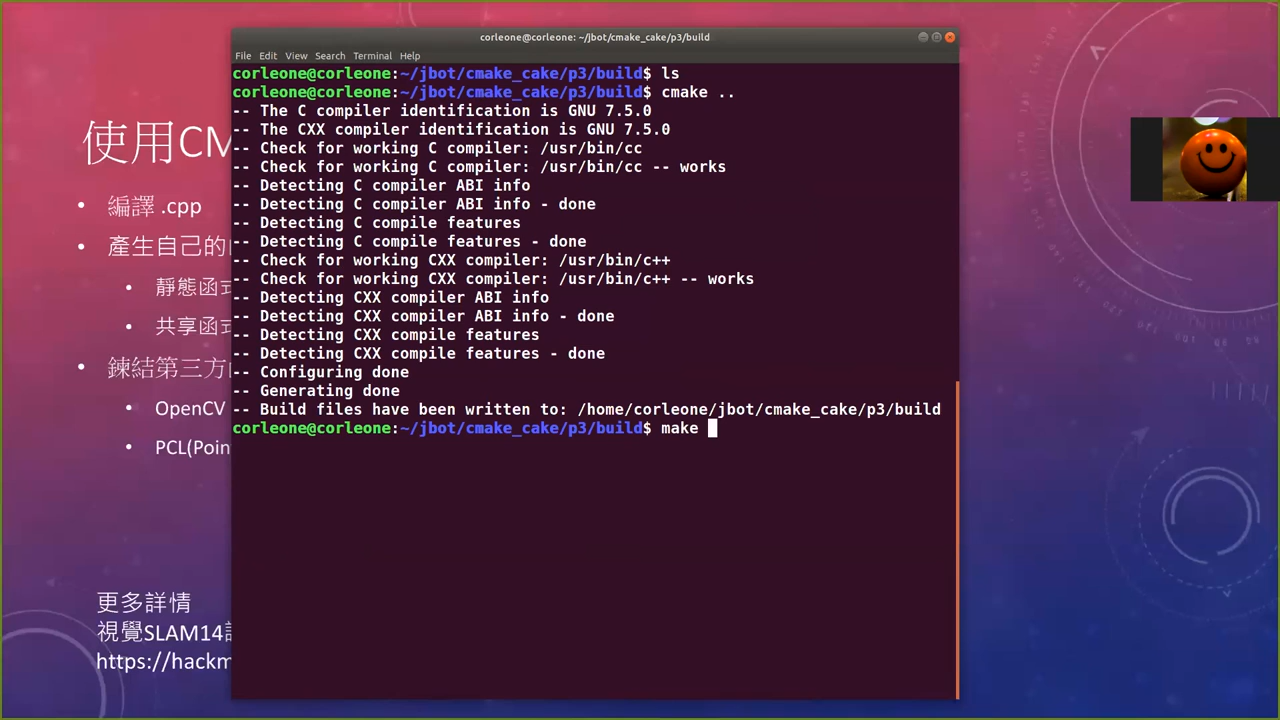 corleone@corleone: ~/jbot/cmake_cake/p3/build
File Edit View Search Terminal Help
corleone@corleone:~/jbot/cmake_cake/p3/build$ ls
corleone@corleone:~/jbot/cmake_cake/p3/build$ cmake ..
-- The C compiler identification is GNU 7.5.0
-- The CXX compiler identification is GNU 7.5.0
-- Check for working C compiler: /usr/bin/cc
-- Check for working C compiler: /usr/bin/cc -- works
-- Detecting C compiler ABI info
-- Detecting C compiler ABI info - done
-- Detecting C compile features
-- Detecting C compile features - done
-- Check for working CXX compiler: /usr/bin/c++
-- Check for working CXX compiler: /usr/bin/c++ -- works
-- Detecting CXX compiler ABI info
-- Detecting CXX compiler ABI info - done
-- Detecting CXX compile features
-- Detecting CXX compile features - done
-- Configuring done
-- Generating done
-- Build files have been written to: /home/corleone/jbot/cmake_cake/p3/build
corleone@corleone:~/jbot/cmake_cake/p3/build$ make
使用CM
• 編譯 .cpp
• 產生自己的
• 靜態函式
• 共享函式
• 鍊結第三方
• OpenCV
• PCL(Poin
更多詳情
視覺SLAM14
https://hackm